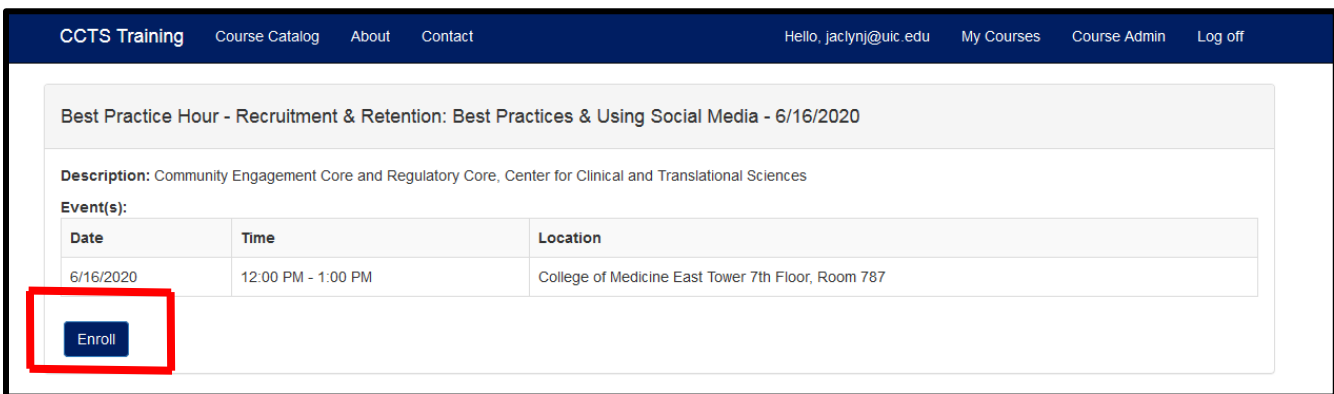 CCTS Training Course Catalog About Contact Hello, jaclynj@uic.edu My Courses Course Admin Log off
Best Practice Hour - Recruitment & Retention: Best Practices & Using Social Media - 6/16/2020
Description: Community Engagement Core and Regulatory Core, Center for Clinical and Translational Sciences
Event(s):
Date Time Location
6/16/2020 12:00 PM - 1:00 PM College of Medicine East Tower 7th Floor, Room 787
Enroll